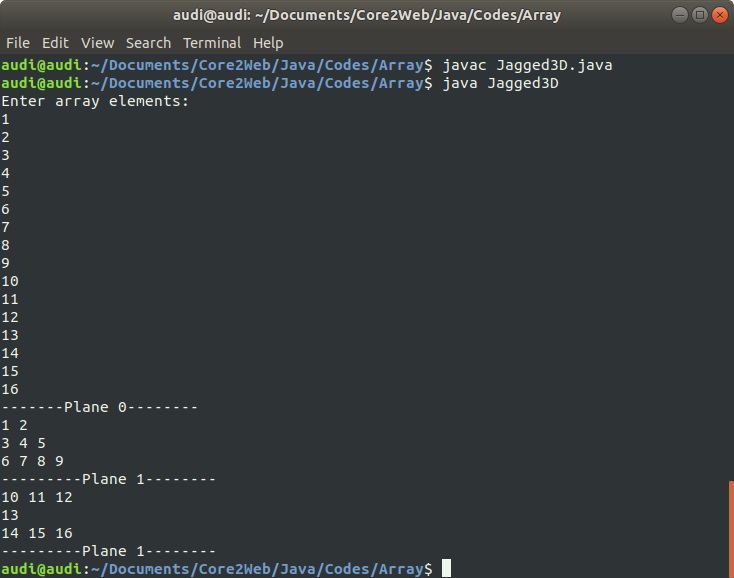 audi@audi: ~/Documents/Core2Web/Java/Codes/Array
File Edit View Search Terminal Help
audi@audi:~/Documents/Core2Web/Java/Codes/Array$ javac Jagged3D.java
audi@audi:~/Documents/Core2Web/Java/Codes/Array$ java Jagged3D
Enter array elements:
1
2
3
4
5
6
7
8
9
10
11
12
13
14
15
16
-------Plane 0--------
1 2
3 4 5
6 7 8 9
---------Plane 1--------
10 11 12
13
14 15 16
---------Plane 1--------
audi@audi:~/Documents/Core2Web/Java/Codes/Array$